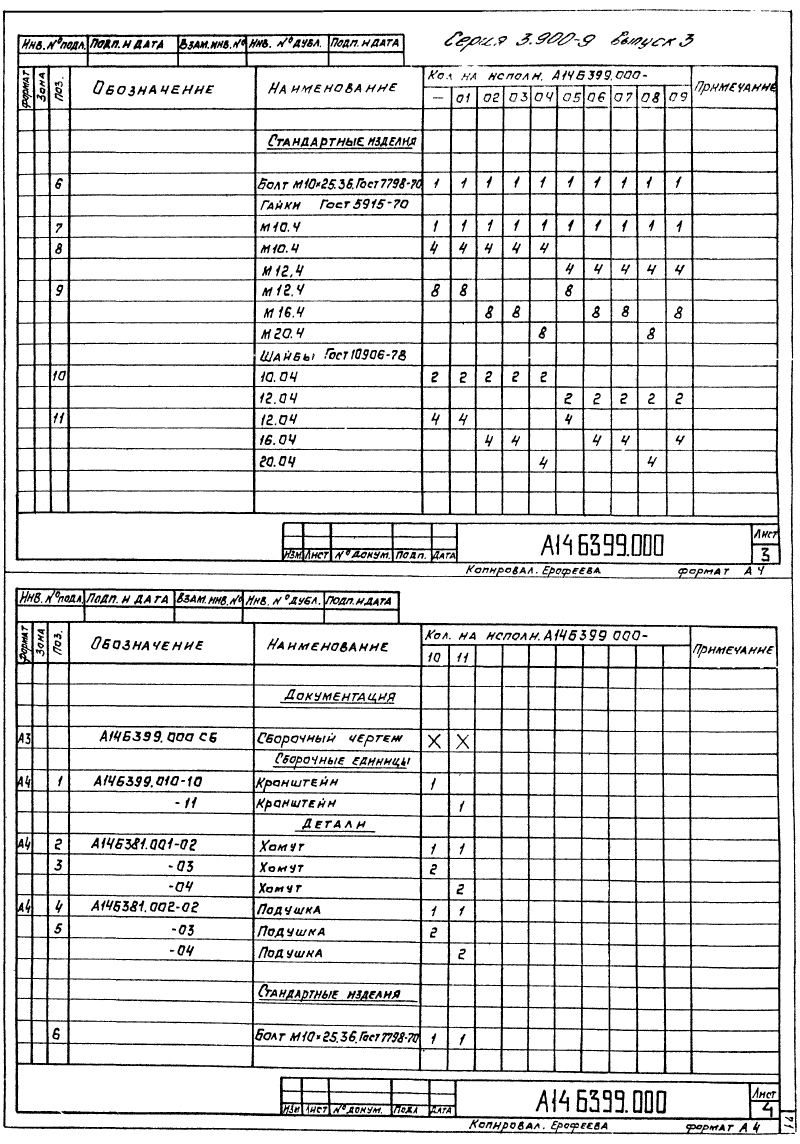 Серия 3.900-9 выпуск 3
Инв. № подл. Подп. и дата Взам. инв. № Инв. № дубл. Подп. и дата
Формат Зона Поз. Обозначение Наименование Кол. на исполн. А14Б399.000- Примечание
— 01 02 03 04 05 06 07 08 09
Стандартные изделия
6 Болт М10×25.36. Гост 7798-70 1 1 1 1 1 1 1 1 1 1
Гайки Гост 5915-70
7 М10.4 1 1 1 1 1 1 1 1 1 1
8 М10.4 4 4 4 4 4
М12.4 4 4 4 4 4
9 М12.4 8 8 8
М16.4 8 8 8 8 8
М20.4 8 8
Шайбы Гост 10906-78
10 10.04 2 2 2 2 2
12.04 2 2 2 2 2
11 12.04 4 4 4
16.04 4 4 4 4 4
20.04 4 4
Изм Лист № докум. Подп. Дата А14Б399.000 Лист 3
Копировал. Ерофеева формат А4
Инв. № подл. Подп. и дата Взам. инв. № Инв. № дубл. Подп. и дата
Формат Зона Поз. Обозначение Наименование Кол. на исполн. А14Б399 000- Примечание
10 11
Документация
А3 А14Б399.000 СБ Сборочный чертеж X X
Сборочные единицы
А4 1 А14Б399.010-10 Кронштейн 1
-11 Кронштейн 1
Детали
А4 2 А14Б381.001-02 Хомут 1 1
3 -03 Хомут 2
-04 Хомут 2
А4 4 А14Б381.002-02 Подушка 1 1
5 -03 Подушка 2
-04 Подушка 2
Стандартные изделия
6 Болт М10×25.36. Гост 7798-70 1 1
Изм Лист № докум. Подп Дата А14Б399.000 Лист 4
Копировал. Ерофеева формат А4
14